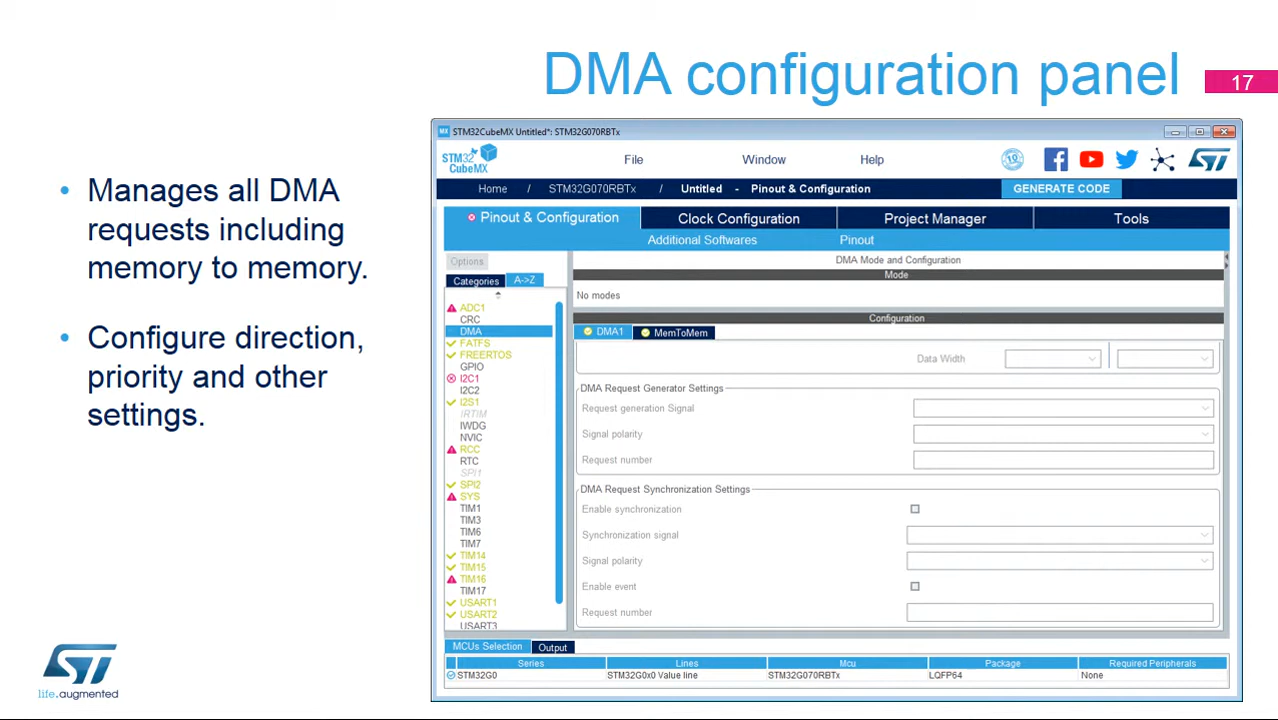 DMA configuration panel
17
• Manages all DMA
requests including
memory to memory.
• Configure direction,
priority and other
settings.
MX STM32CubeMX Untitled*: STM32G070RBTx
STM32
CubeMX
File
Window
Help
10
Home / STM32G070RBTx / Untitled - Pinout & Configuration
GENERATE CODE
Pinout & Configuration
Clock Configuration
Project Manager
Tools
Additional Softwares
Pinout
Options
Categories
A->Z
ADC1
CRC
DMA
FATFS
FREERTOS
GPIO
I2C1
I2C2
I2S1
IRTIM
IWDG
NVIC
RCC
RTC
SPI1
SPI2
SYS
TIM1
TIM3
TIM6
TIM7
TIM14
TIM15
TIM16
TIM17
USART1
USART2
USART3
DMA Mode and Configuration
Mode
No modes
Configuration
DMA1
MemToMem
Data Width
DMA Request Generator Settings
Request generation Signal
Signal polarity
Request number
DMA Request Synchronization Settings
Enable synchronization
Synchronization signal
Signal polarity
Enable event
Request number
MCUs Selection
Output
Series Lines Mcu Package Required Peripherals
STM32G0 STM32G0x0 Value line STM32G070RBTx LQFP64 None
ST
life.augmented